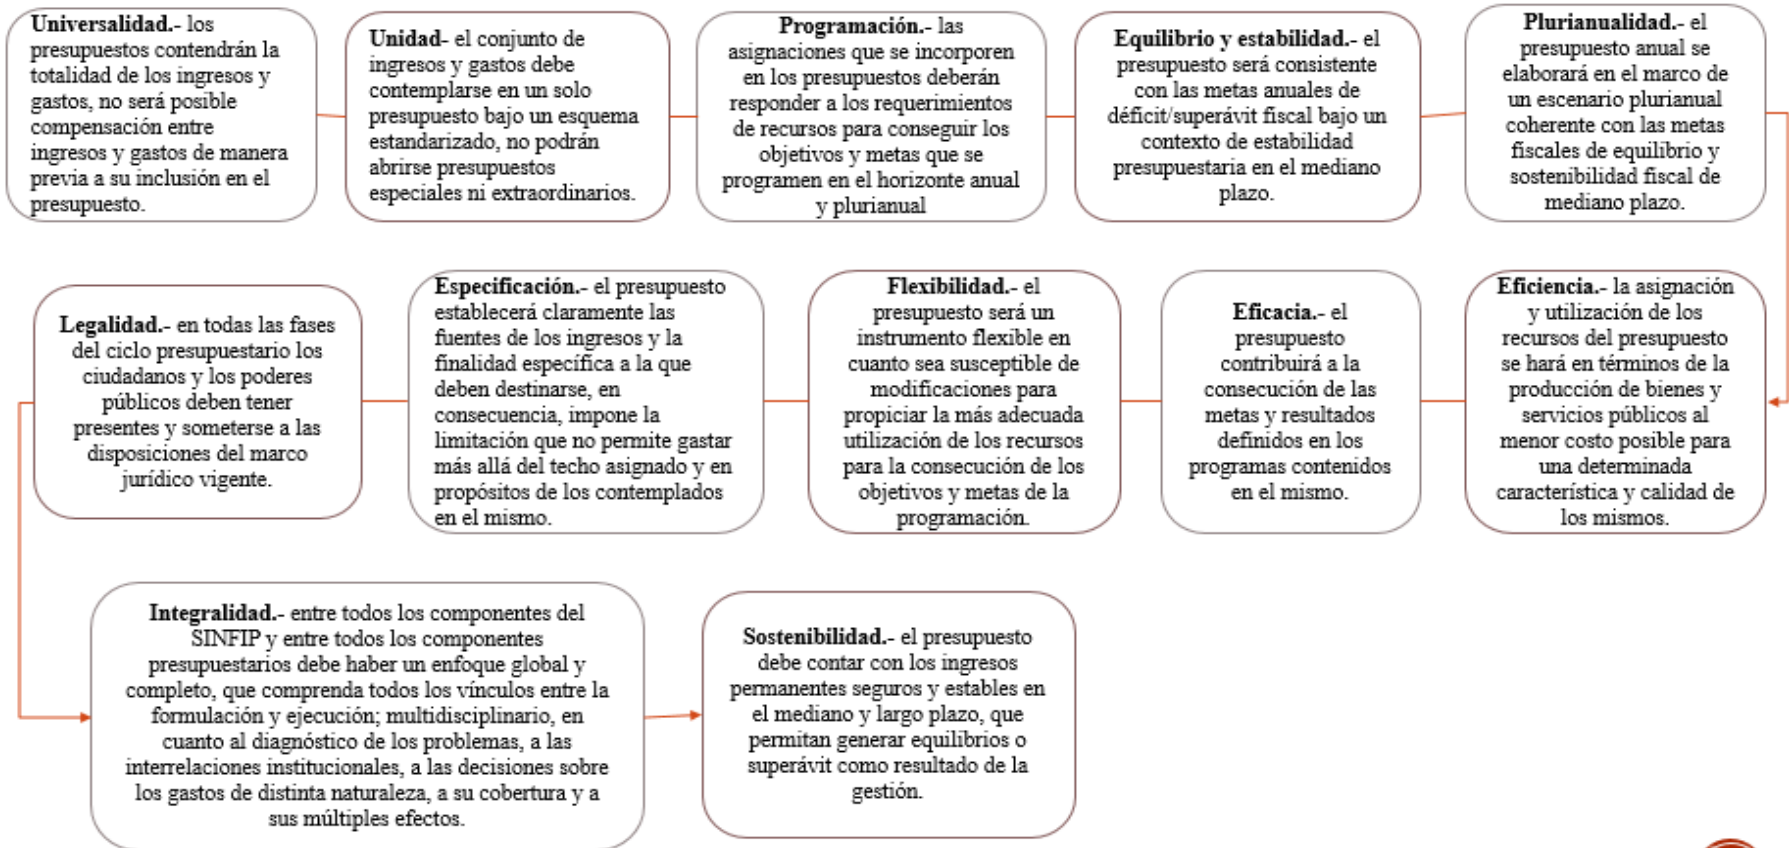 Universalidad.- los
presupuestos contendrán la
totalidad de los ingresos y
gastos, no será posible
compensación entre
ingresos y gastos de manera
previa a su inclusión en el
presupuesto.
Unidad- el conjunto de
ingresos y gastos debe
contemplarse en un solo
presupuesto bajo un esquema
estandarizado, no podrán
abrirse presupuestos
especiales ni extraordinarios.
Programación.- las
asignaciones que se incorporen
en los presupuestos deberán
responder a los requerimientos
de recursos para conseguir los
objetivos y metas que se
programen en el horizonte anual
y plurianual
Equilibrio y estabilidad.- el
presupuesto será consistente
con las metas anuales de
déficit/superávit fiscal bajo un
contexto de estabilidad
presupuestaria en el mediano
plazo.
Plurianualidad.- el
presupuesto anual se
elaborará en el marco de
un escenario plurianual
coherente con las metas
fiscales de equilibrio y
sostenibilidad fiscal de
mediano plazo.
Eficiencia.- la asignación
y utilización de los
recursos del presupuesto
se hará en términos de la
producción de bienes y
servicios públicos al
menor costo posible para
una determinada
característica y calidad de
los mismos.
Eficacia.- el
presupuesto
contribuirá a la
consecución de las
metas y resultados
definidos en los
programas contenidos
en el mismo.
Flexibilidad.- el
presupuesto será un
instrumento flexible en
cuanto sea susceptible de
modificaciones para
propiciar la más adecuada
utilización de los recursos
para la consecución de los
objetivos y metas de la
programación.
Especificación.- el presupuesto
establecerá claramente las
fuentes de los ingresos y la
finalidad específica a la que
deben destinarse, en
consecuencia, impone la
limitación que no permite gastar
más allá del techo asignado y en
propósitos de los contemplados
en el mismo.
Legalidad.- en todas las fases
del ciclo presupuestario los
ciudadanos y los poderes
públicos deben tener
presentes y someterse a las
disposiciones del marco
jurídico vigente.
Integralidad.- entre todos los componentes del
SINFIP y entre todos los componentes
presupuestarios debe haber un enfoque global y
completo, que comprenda todos los vínculos entre la
formulación y ejecución; multidisciplinario, en
cuanto al diagnóstico de los problemas, a las
interrelaciones institucionales, a las decisiones sobre
los gastos de distinta naturaleza, a su cobertura y a
sus múltiples efectos.
Sostenibilidad.- el presupuesto
debe contar con los ingresos
permanentes seguros y estables en
el mediano y largo plazo, que
permitan generar equilibrios o
superávit como resultado de la
gestión.